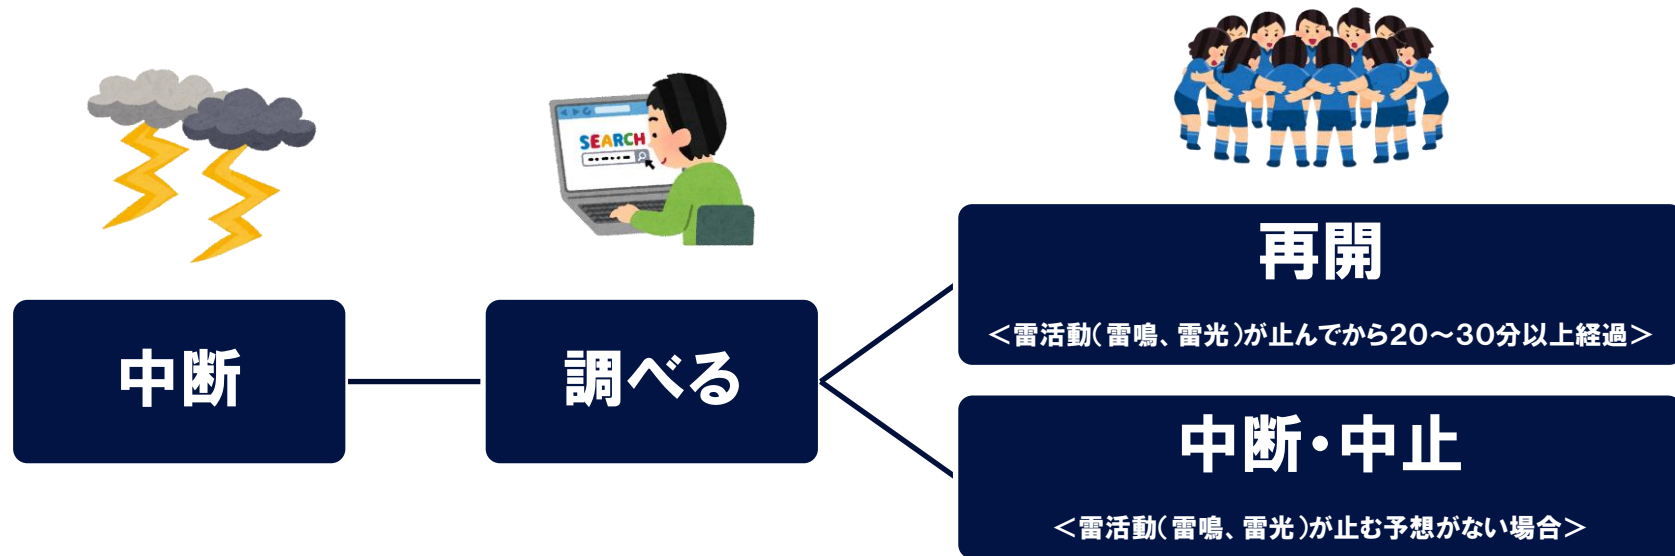 SEARCH
中断
調べる
再開
＜雷活動（雷鳴、雷光）が止んでから20～30分以上経過＞
中断・中止
＜雷活動（雷鳴、雷光）が止む予想がない場合＞